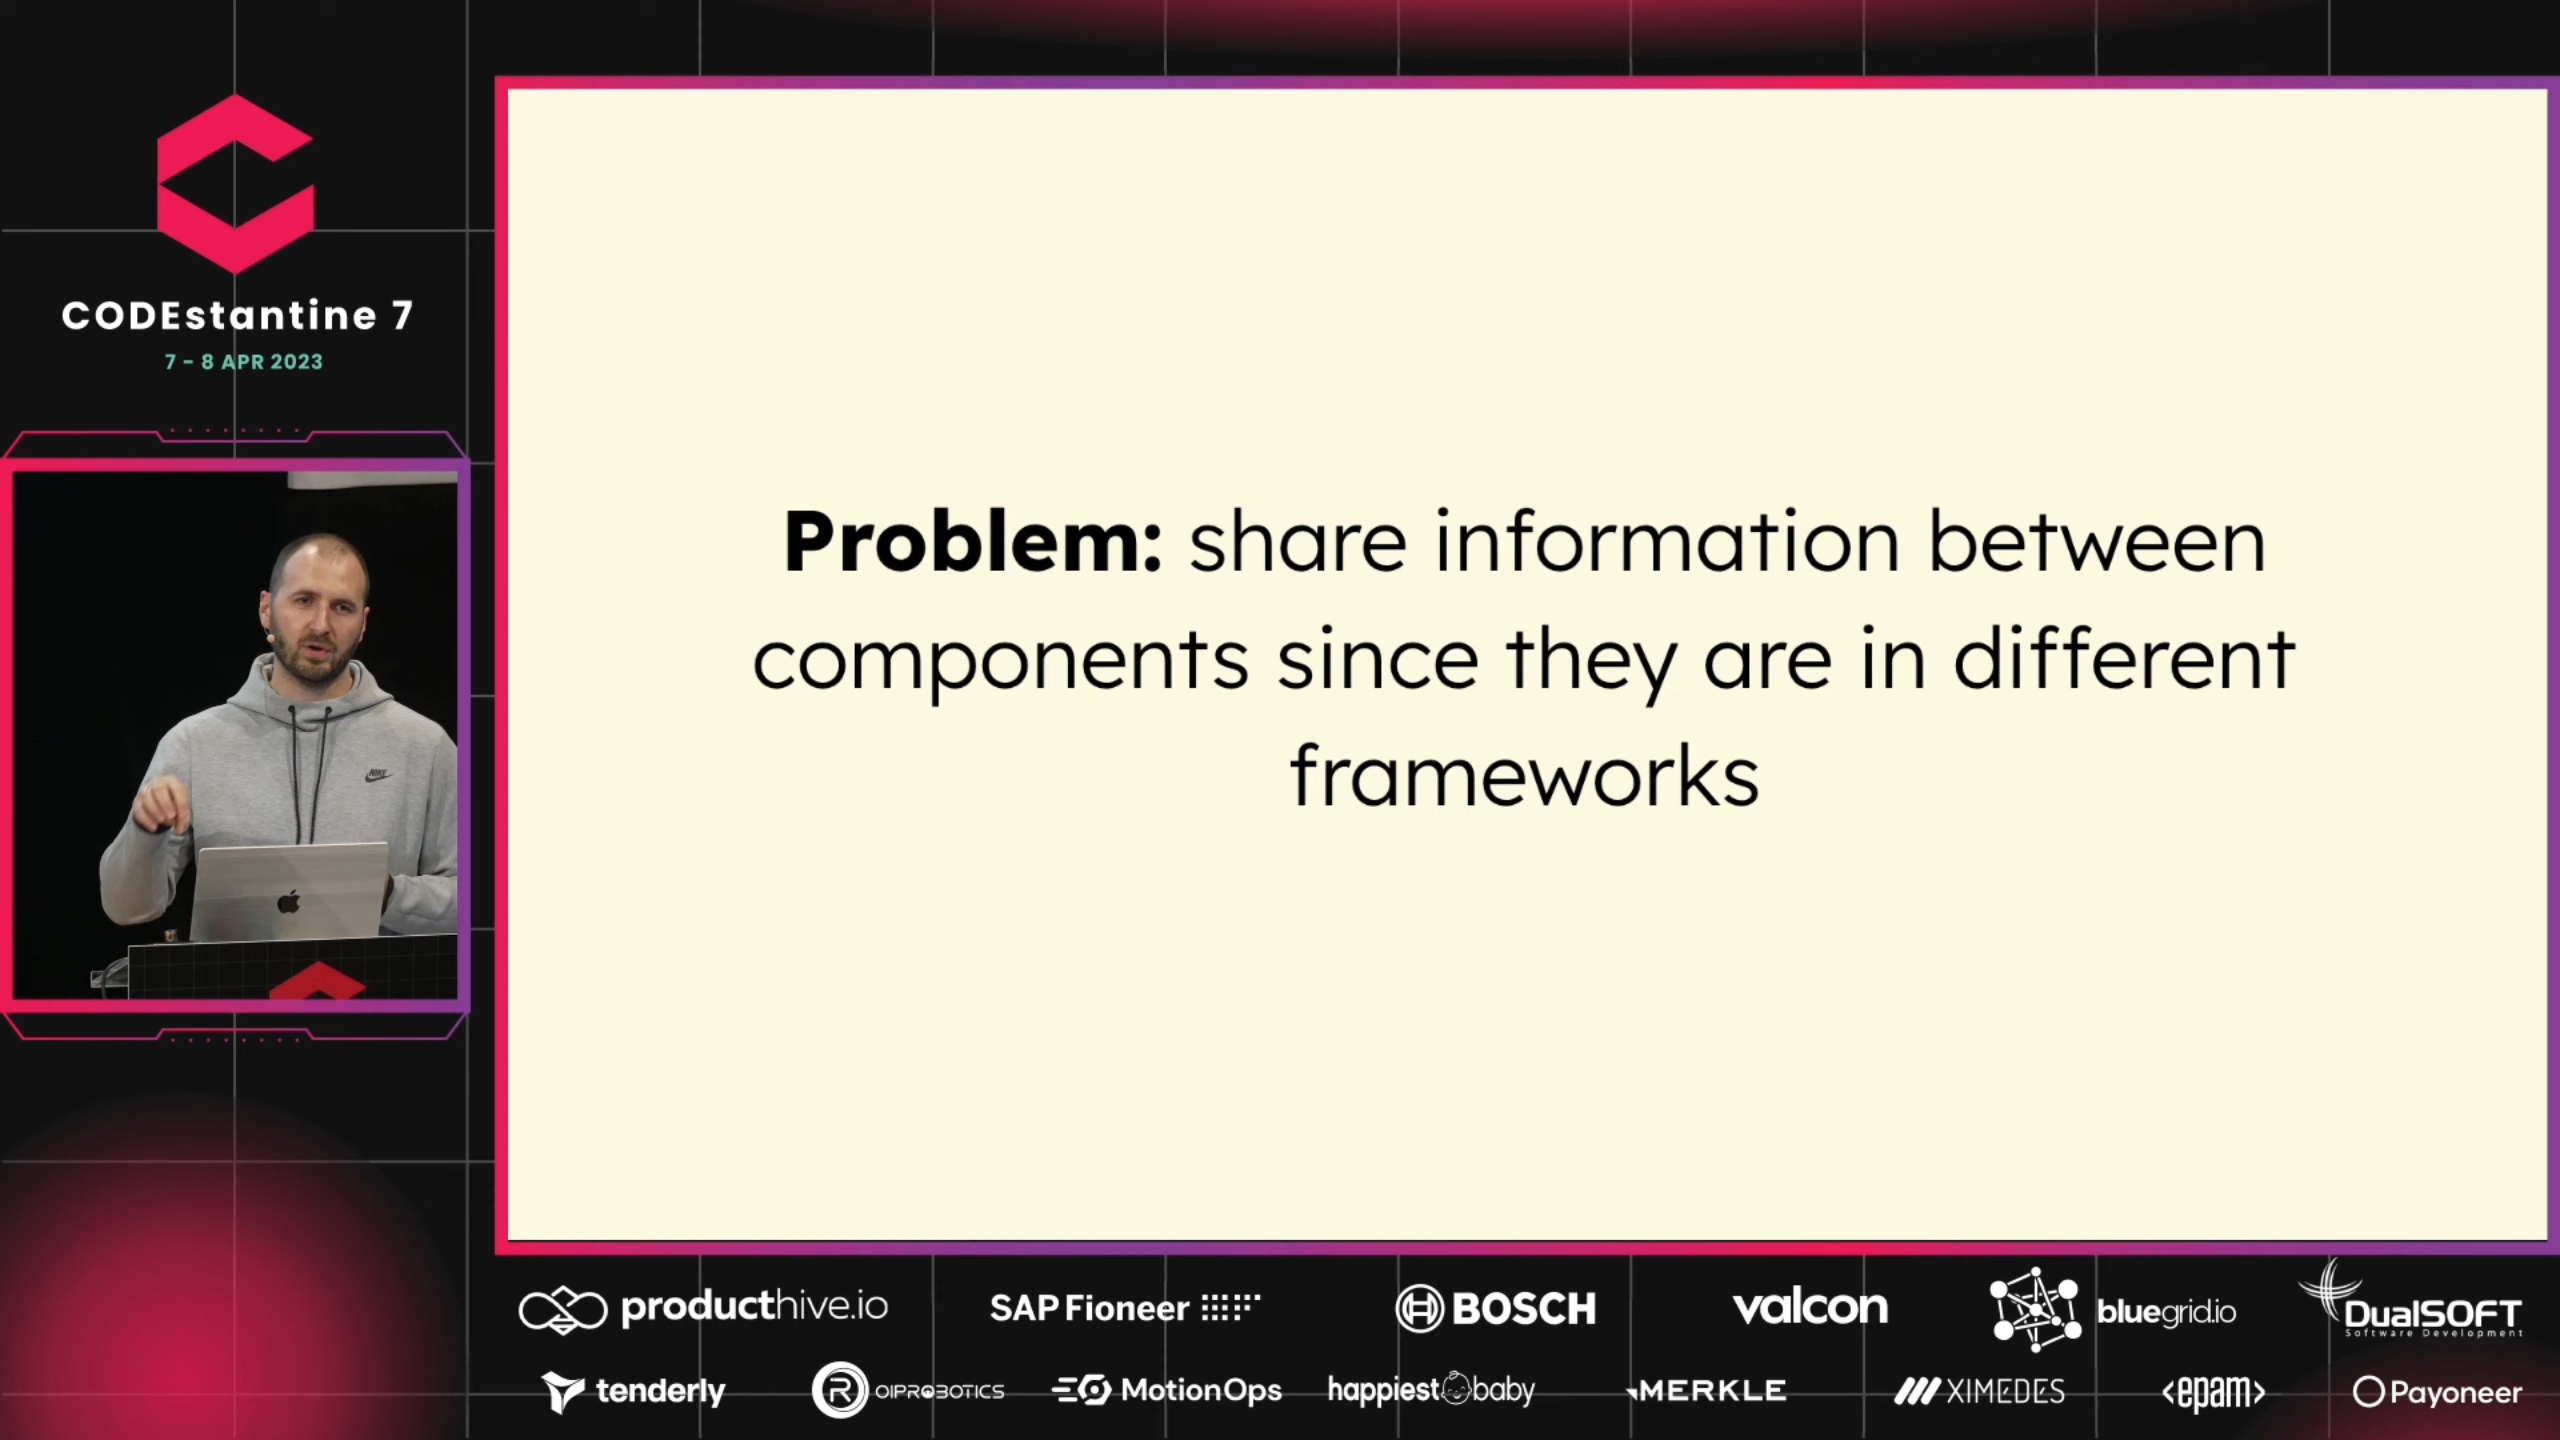 CODEstantine 7
7 - 8 APR 2023
NIKE
Problem: share information between
components since they are in different
frameworks
producthive.io
SAP Fioneer
BOSCH
valcon
bluegrid.io
DualSOFT
Software Development
tenderly
R
OIPROBOTICS
MotionOps
happiest baby
MERKLE
XIMEDES
<epam>
Payoneer